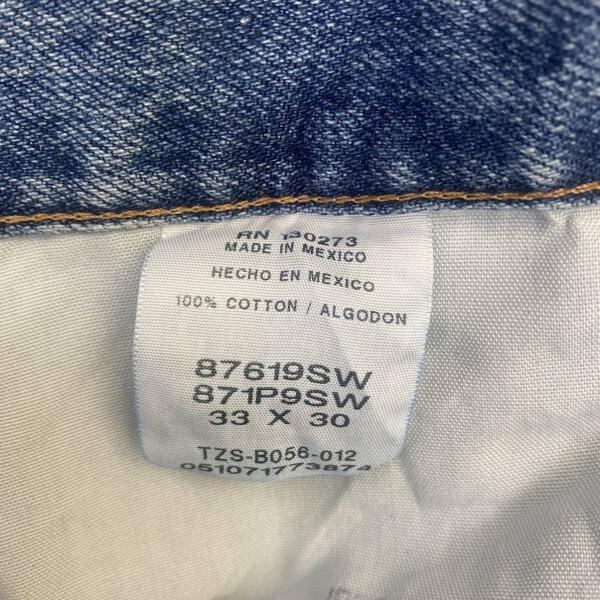 RN 130273
MADE IN MEXICO
HECHO EN MEXICO
100% COTTON / ALGODON
87619SW
871P9SW
33 X 30
TZS-B056-012
051071773874